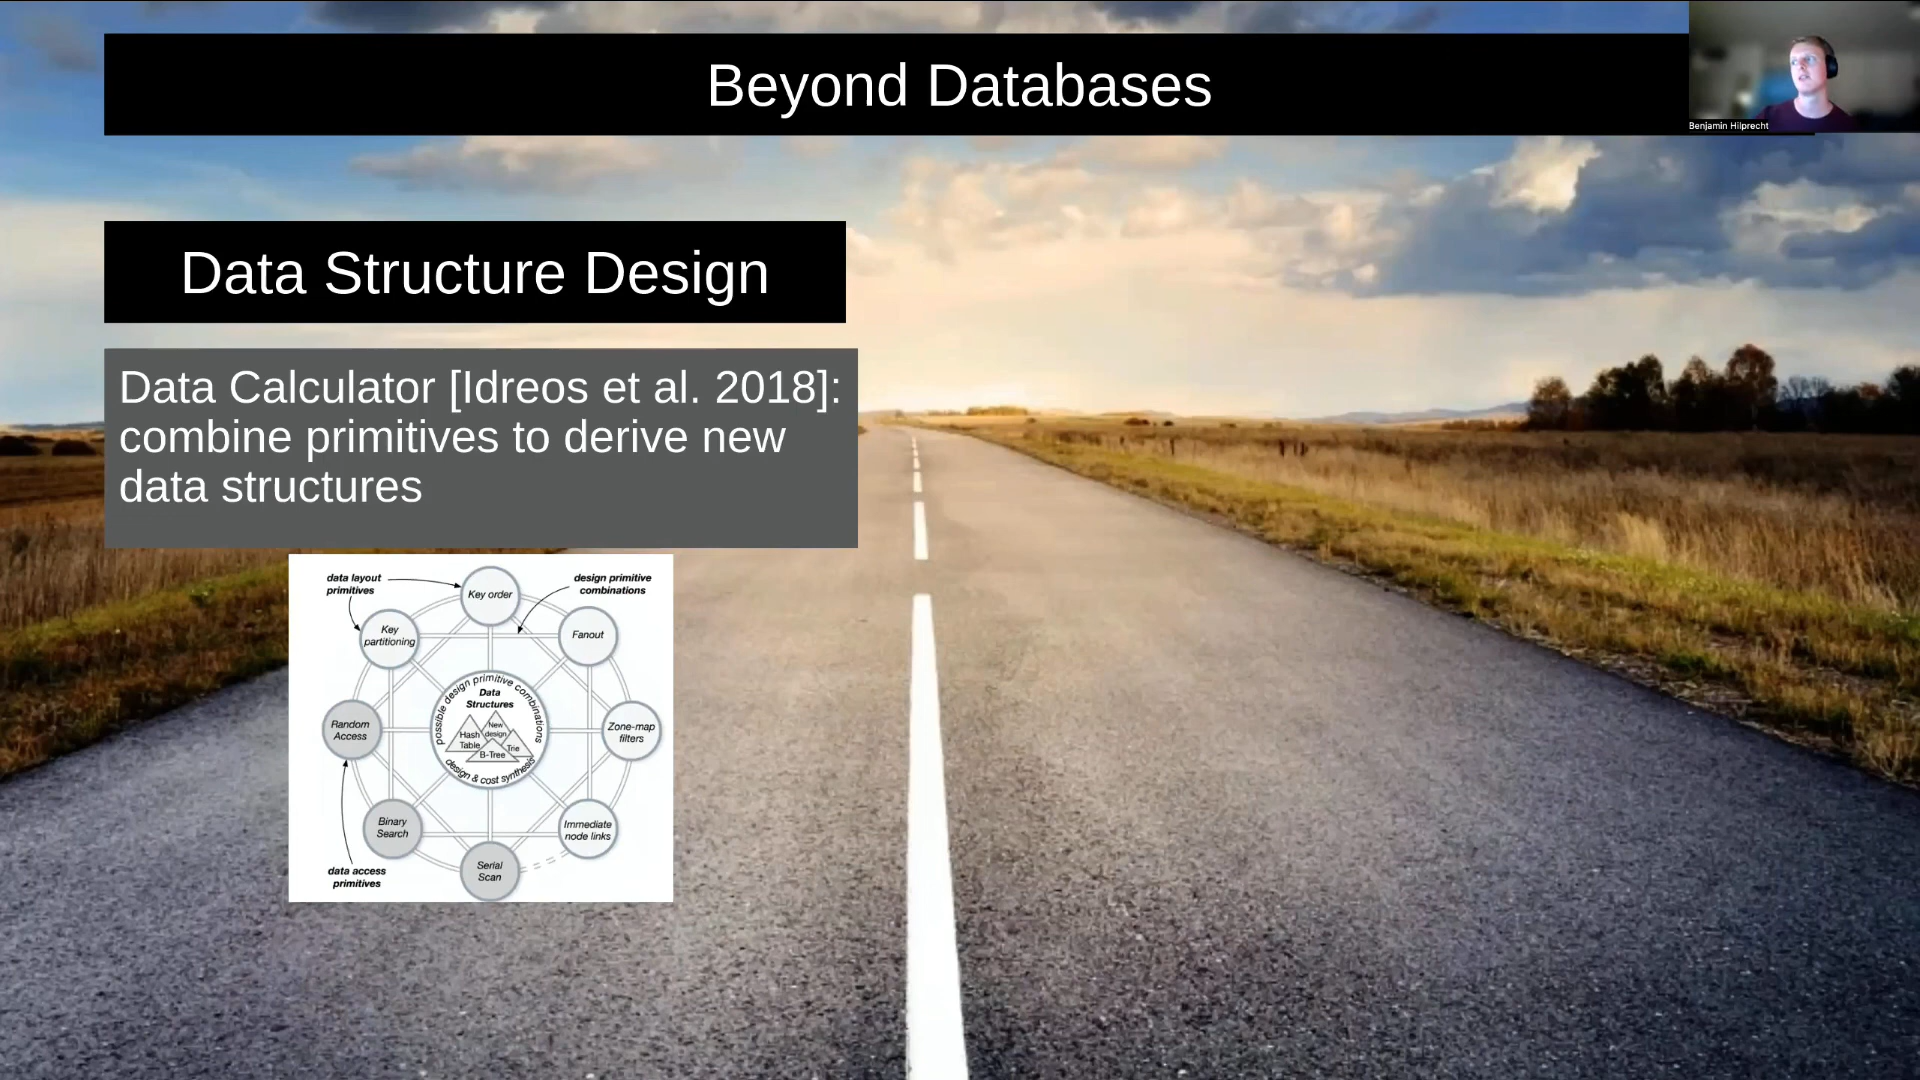 Beyond Databases
Benjamin Hilprecht
Data Structure Design
Data Calculator [Idreos et al. 2018]:
combine primitives to derive new
data structures
data layout
primitives
design primitive
combinations
Key order
Key
partitioning
Fanout
possible design primitive combinations
Data
Structures
Random
Access
Zone-map
filters
New
design
Hash
Table
Trie
B-Tree
design & cost synthesis
Binary
Search
Immediate
node links
Serial
Scan
data access
primitives